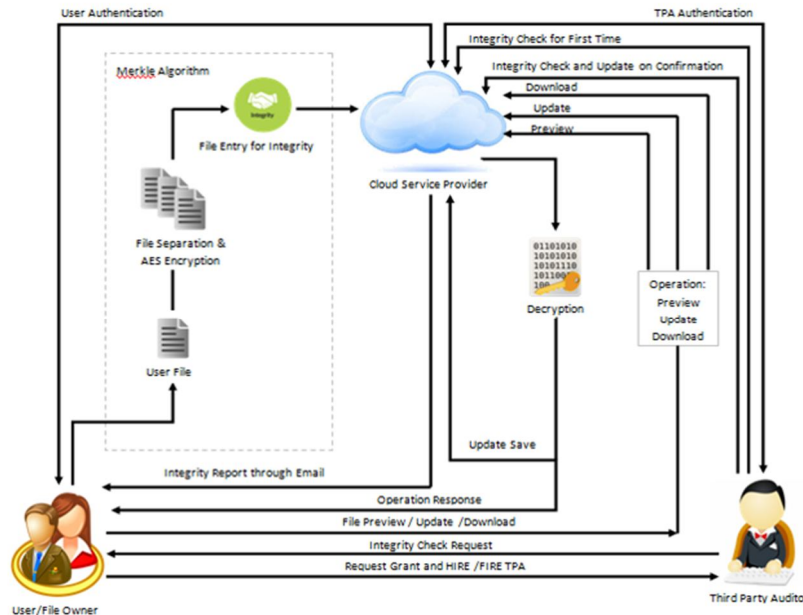 User Authentication
TPA Authentication
Integrity Check for First Time
Merkle Algorithm
Integrity Check and Update on Confirmation
Download
Update
Preview
Integrity
File Entry for Integrity
Cloud Service Provider
File Separation &
AES Encryption
01101010
10101010
10101110
1011001
100
Decryption
Operation:
Preview
Update
Download
User File
Update Save
Integrity Report through Email
Operation Response
File Preview / Update /Download
Integrity Check Request
Request Grant and HIRE /FIRE TPA
User/File Owner
Third Party Audito